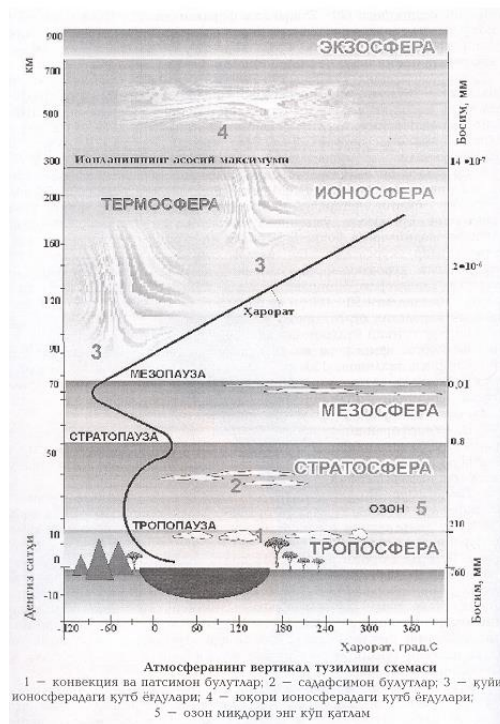 км
900
700
500
300
200
160
120
90
70
50
10
0
-10
Денгиз сатҳи
ЭКЗОСФЕРА
4
Ионланишнинг асосий максимуми
ИОНОСФЕРА
ТЕРМОСФЕРА
3
Ҳарорат
3
МЕЗОПАУЗА
МЕЗОСФЕРА
СТРАТОПАУЗА
СТРАТОСФЕРА
2
ОЗОН 5
ТРОПОПАУЗА
1
ТРОПОСФЕРА
Босим, мм
14 •10⁻⁷
2•10⁻⁶
0,01
0.8
210
760
Босим, мм
-120 -60 0 60 120 180 240 300 360
Ҳарорат, град.С
Атмосферанинг вертикал тузилиши схемаси
1 — конвекция ва патсимон булутлар; 2 — садафсимон булутлар; 3 — қуйи
ионосферадаги қутб ёғдулари; 4 — юқори ионосферадаги қутб ёғдулари;
5 — озон миқдори энг кўп қатлам